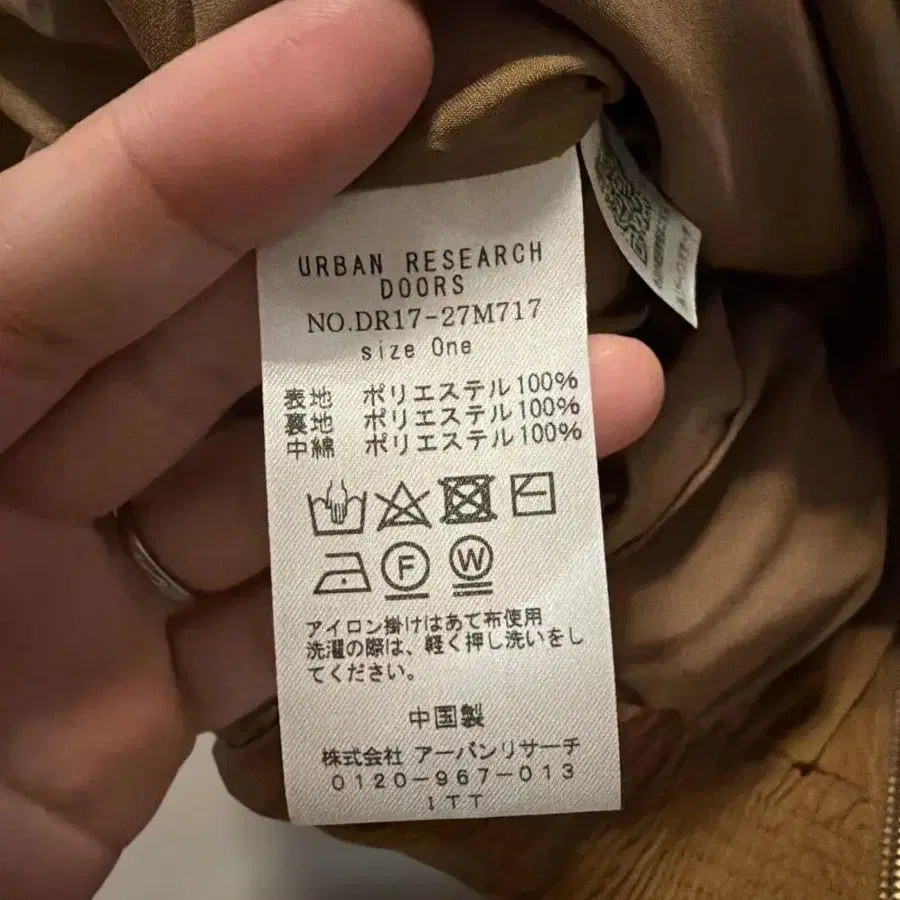 URBAN RESEARCH
DOORS
NO.DR17-27M717
size One
表地 ポリエステル100%
裏地 ポリエステル100%
中綿 ポリエステル100%
F W
アイロン掛けはあて布使用
洗濯の際は、軽く押し洗いをし
てください。
中国製
株式会社 アーバンリサーチ
0120-967-013
ITT